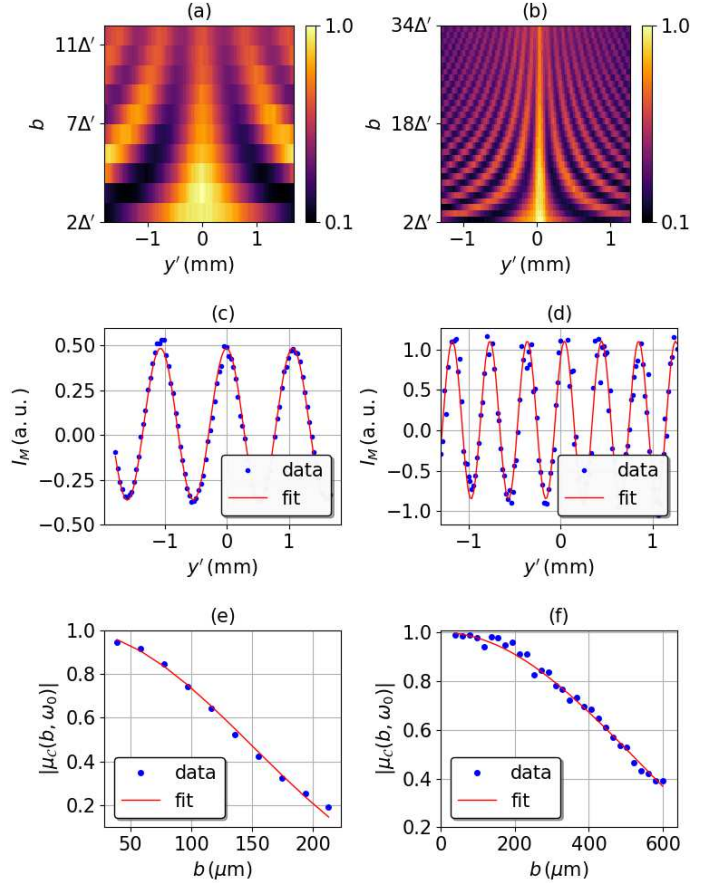 (a)
(b)
11Δ′
7Δ′
2Δ′
b
1.0
0.1
34Δ′
18Δ′
2Δ′
b
1.0
0.1
−1 0 1
y′ (mm)
−1 0 1
y′ (mm)
(c)
(d)
0.50
0.25
0.00
−0.25
−0.50
I_M (a. u. )
data
fit
−1 0 1
y′ (mm)
1.0
0.5
0.0
−0.5
−1.0
I_M (a. u. )
data
fit
−1 0 1
y′ (mm)
(e)
(f)
1.0
0.8
0.6
0.4
0.2
|μ_C(b, ω_0)|
data
fit
50 100 150 200
b (μm)
1.0
0.8
0.6
0.4
0.2
|μ_C(b, ω_0)|
data
fit
0 200 400 600
b (μm)